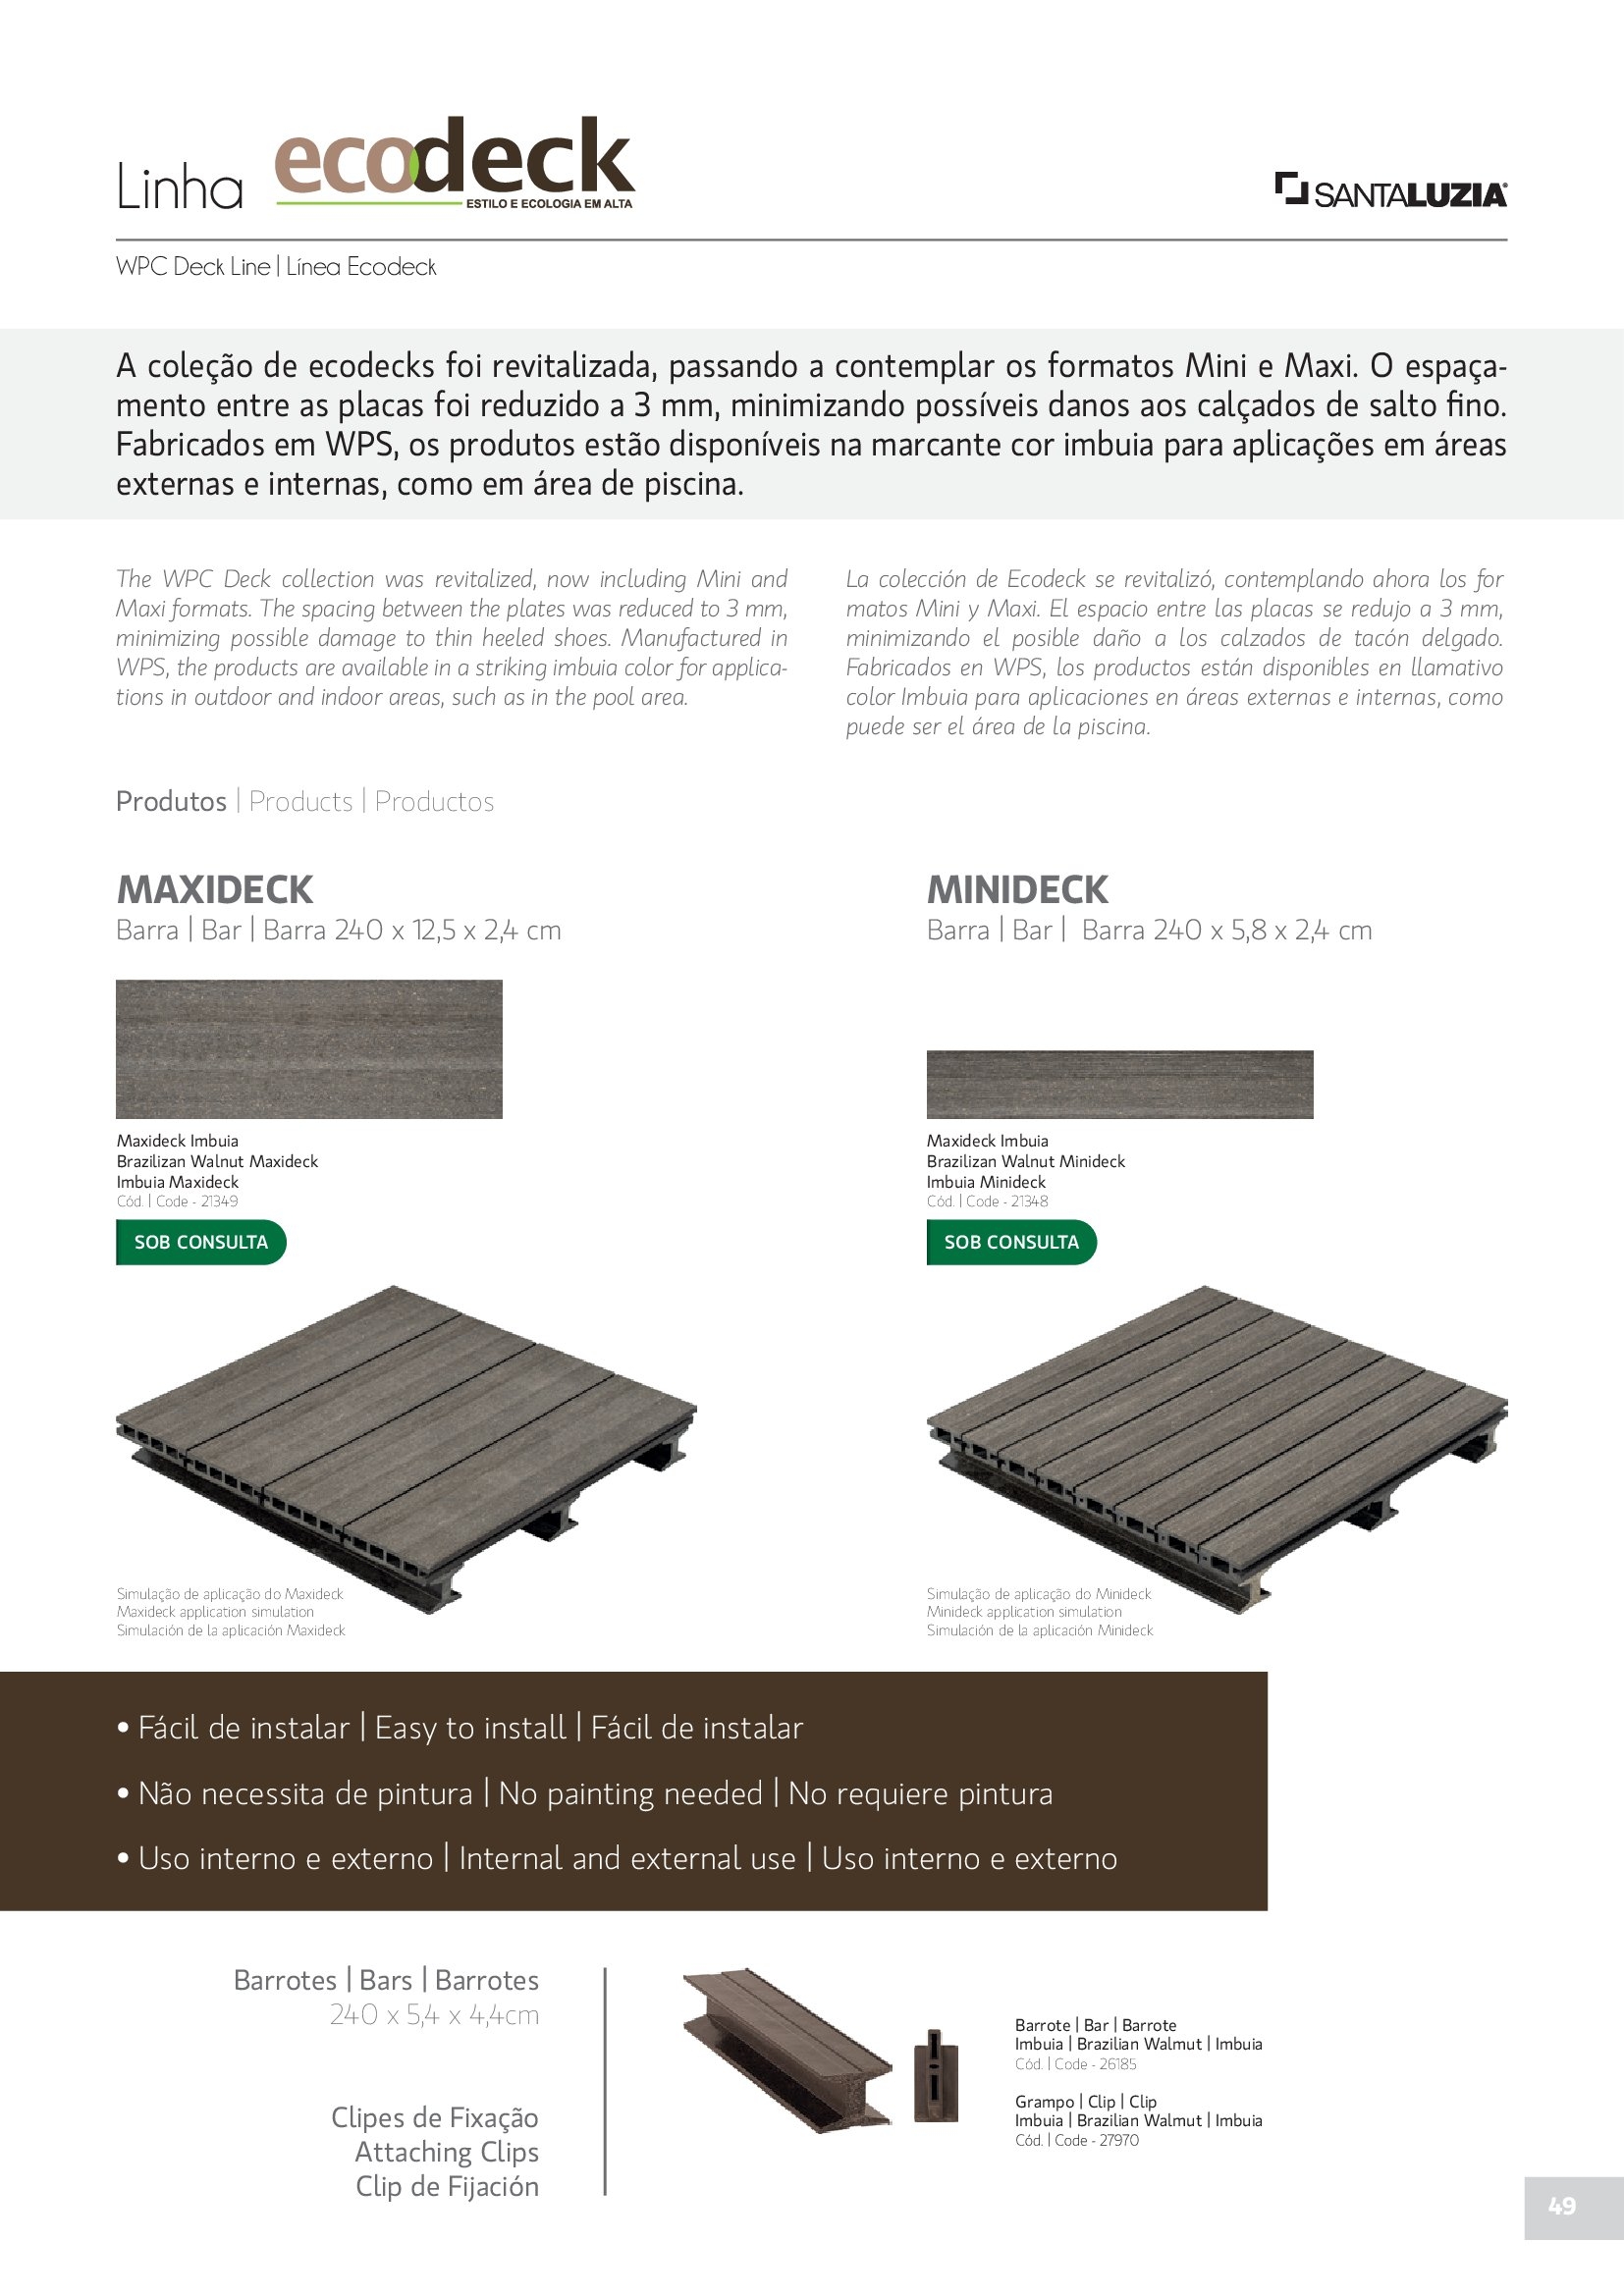 Linha
ecodeck
ESTILO E ECOLOGIA EM ALTA
SANTALUZIA®
WPC Deck Line | Línea Ecodeck
A coleção de ecodecks foi revitalizada, passando a contemplar os formatos Mini e Maxi. O espaça-
mento entre as placas foi reduzido a 3 mm, minimizando possíveis danos aos calçados de salto fino.
Fabricados em WPS, os produtos estão disponíveis na marcante cor imbuia para aplicações em áreas
externas e internas, como em área de piscina.
The WPC Deck collection was revitalized, now including Mini and
Maxi formats. The spacing between the plates was reduced to 3 mm,
minimizing possible damage to thin heeled shoes. Manufactured in
WPS, the products are available in a striking imbuia color for applica-
tions in outdoor and indoor areas, such as in the pool area.
La colección de Ecodeck se revitalizó, contemplando ahora los for
matos Mini y Maxi. El espacio entre las placas se redujo a 3 mm,
minimizando el posible daño a los calzados de tacón delgado.
Fabricados en WPS, los productos están disponibles en llamativo
color Imbuia para aplicaciones en áreas externas e internas, como
puede ser el área de la piscina.
Produtos | Products | Productos
MAXIDECK
Barra | Bar | Barra 240 x 12,5 x 2,4 cm
Maxideck Imbuia
Brazilizan Walnut Maxideck
Imbuia Maxideck
Cód. | Code - 21349
SOB CONSULTA
Simulação de aplicação do Maxideck
Maxideck application simulation
Simulación de la aplicación Maxideck
MINIDECK
Barra | Bar | Barra 240 x 5,8 x 2,4 cm
Maxideck Imbuia
Brazilizan Walnut Minideck
Imbuia Minideck
Cód. | Code - 21348
SOB CONSULTA
Simulação de aplicação do Minideck
Minideck application simulation
Simulación de la aplicación Minideck
• Fácil de instalar | Easy to install | Fácil de instalar
• Não necessita de pintura | No painting needed | No requiere pintura
• Uso interno e externo | Internal and external use | Uso interno e externo
Barrotes | Bars | Barrotes
240 x 5,4 x 4,4cm
Clipes de Fixação
Attaching Clips
Clip de Fijación
Barrote | Bar | Barrote
Imbuia | Brazilian Walmut | Imbuia
Cód. | Code - 26185
Grampo | Clip | Clip
Imbuia | Brazilian Walmut | Imbuia
Cód. | Code - 27970
49